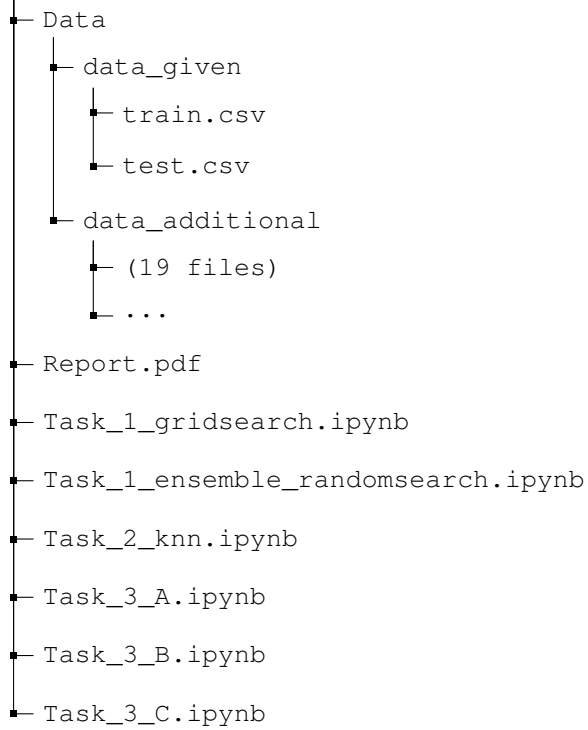 Data
data_given
train.csv
test.csv
data_additional
(19 files)
...
Report.pdf
Task_1_gridsearch.ipynb
Task_1_ensemble_randomsearch.ipynb
Task_2_knn.ipynb
Task_3_A.ipynb
Task_3_B.ipynb
Task_3_C.ipynb